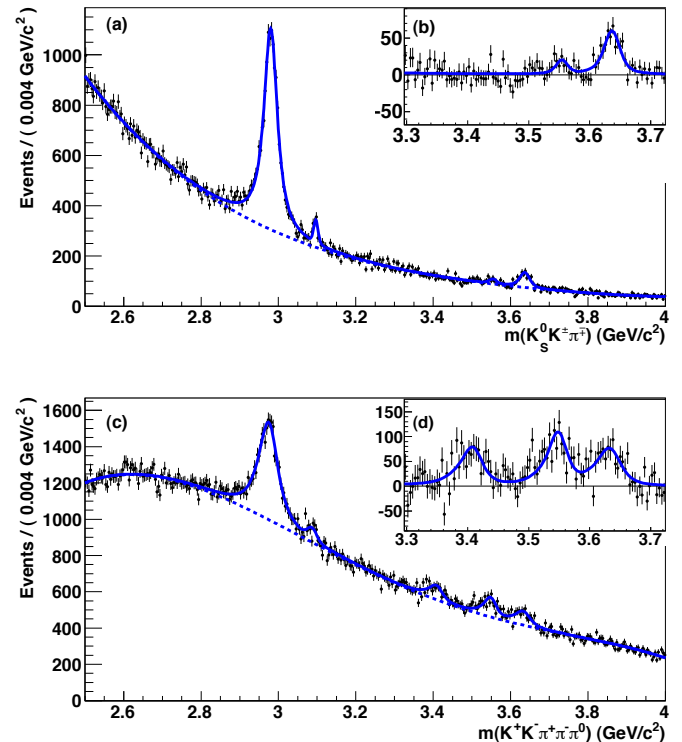 Events / ( 0.004 GeV/c² )
(a)
1000
800
600
400
200
0
2.6 2.8 3 3.2 3.4 3.6 3.8 4
m(K⁰_S K^±π^∓) (GeV/c²)
(b)
50
0
-50
3.3 3.4 3.5 3.6 3.7
Events / ( 0.004 GeV/c² )
(c)
1600
1400
1200
1000
800
600
400
200
0
2.6 2.8 3 3.2 3.4 3.6 3.8 4
m(K⁺K⁻π⁺π⁻π⁰) (GeV/c²)
(d)
150
100
50
0
-50
3.3 3.4 3.5 3.6 3.7